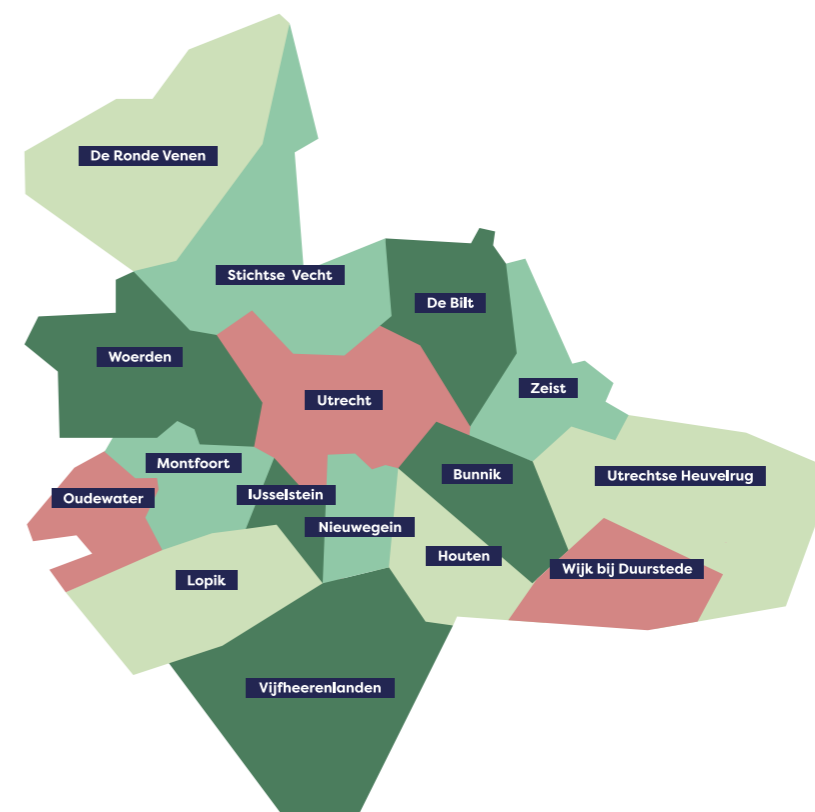 De Ronde Venen
Stichtse Vecht
De Bilt
Woerden
Zeist
Utrecht
Montfoort
Bunnik
Utrechtse Heuvelrug
IJsselstein
Oudewater
Nieuwegein
Houten
Wijk bij Duurstede
Lopik
Vijfheerenlanden